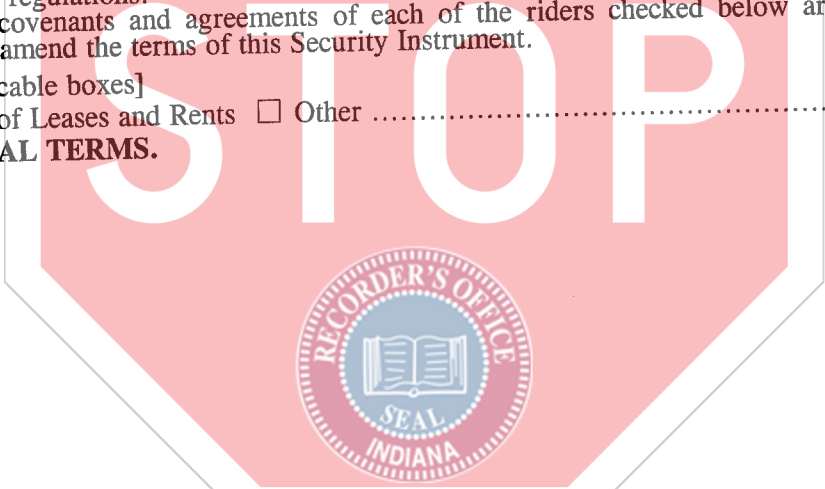 regulations.
covenants and agreements of each of the riders checked below
amend the terms of this Security Instrument.
cable boxes]
of Leases and Rents ☐ Other ........................................................
AL TERMS.
STOP
RECORDER'S OFFICE
SEAL
INDIANA